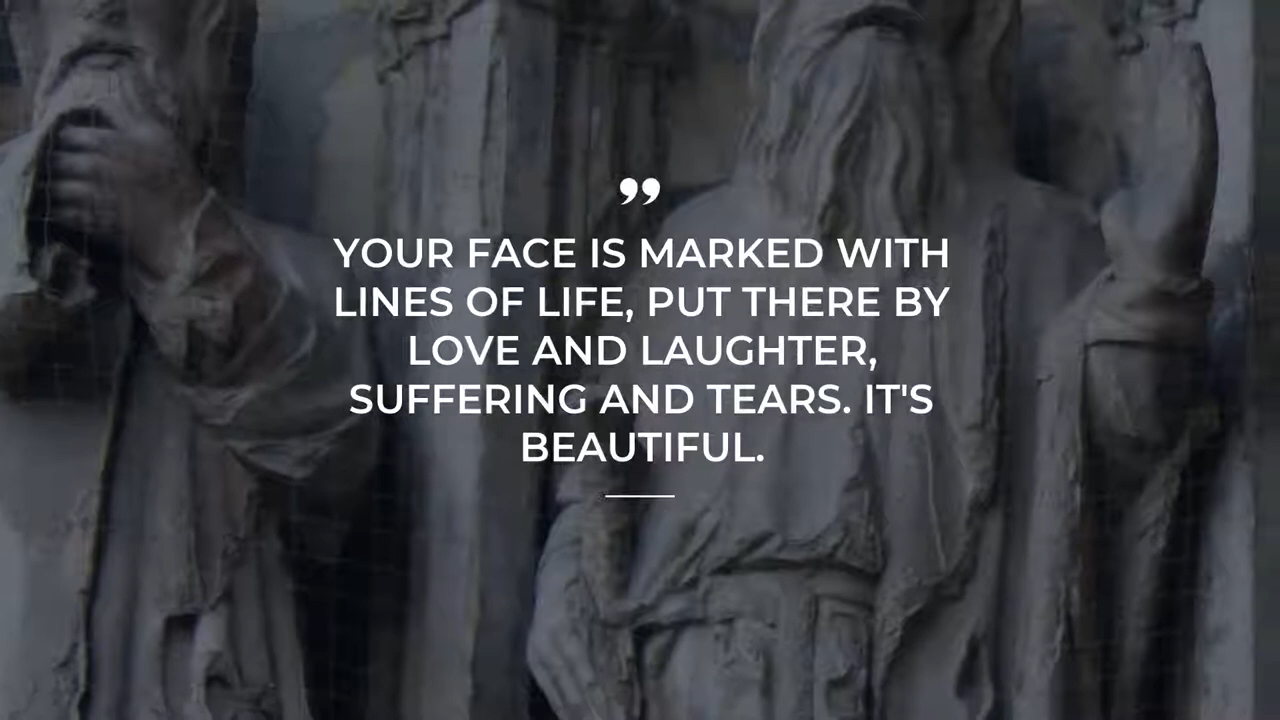 ”
YOUR FACE IS MARKED WITH
LINES OF LIFE, PUT THERE BY
LOVE AND LAUGHTER,
SUFFERING AND TEARS. IT'S
BEAUTIFUL.